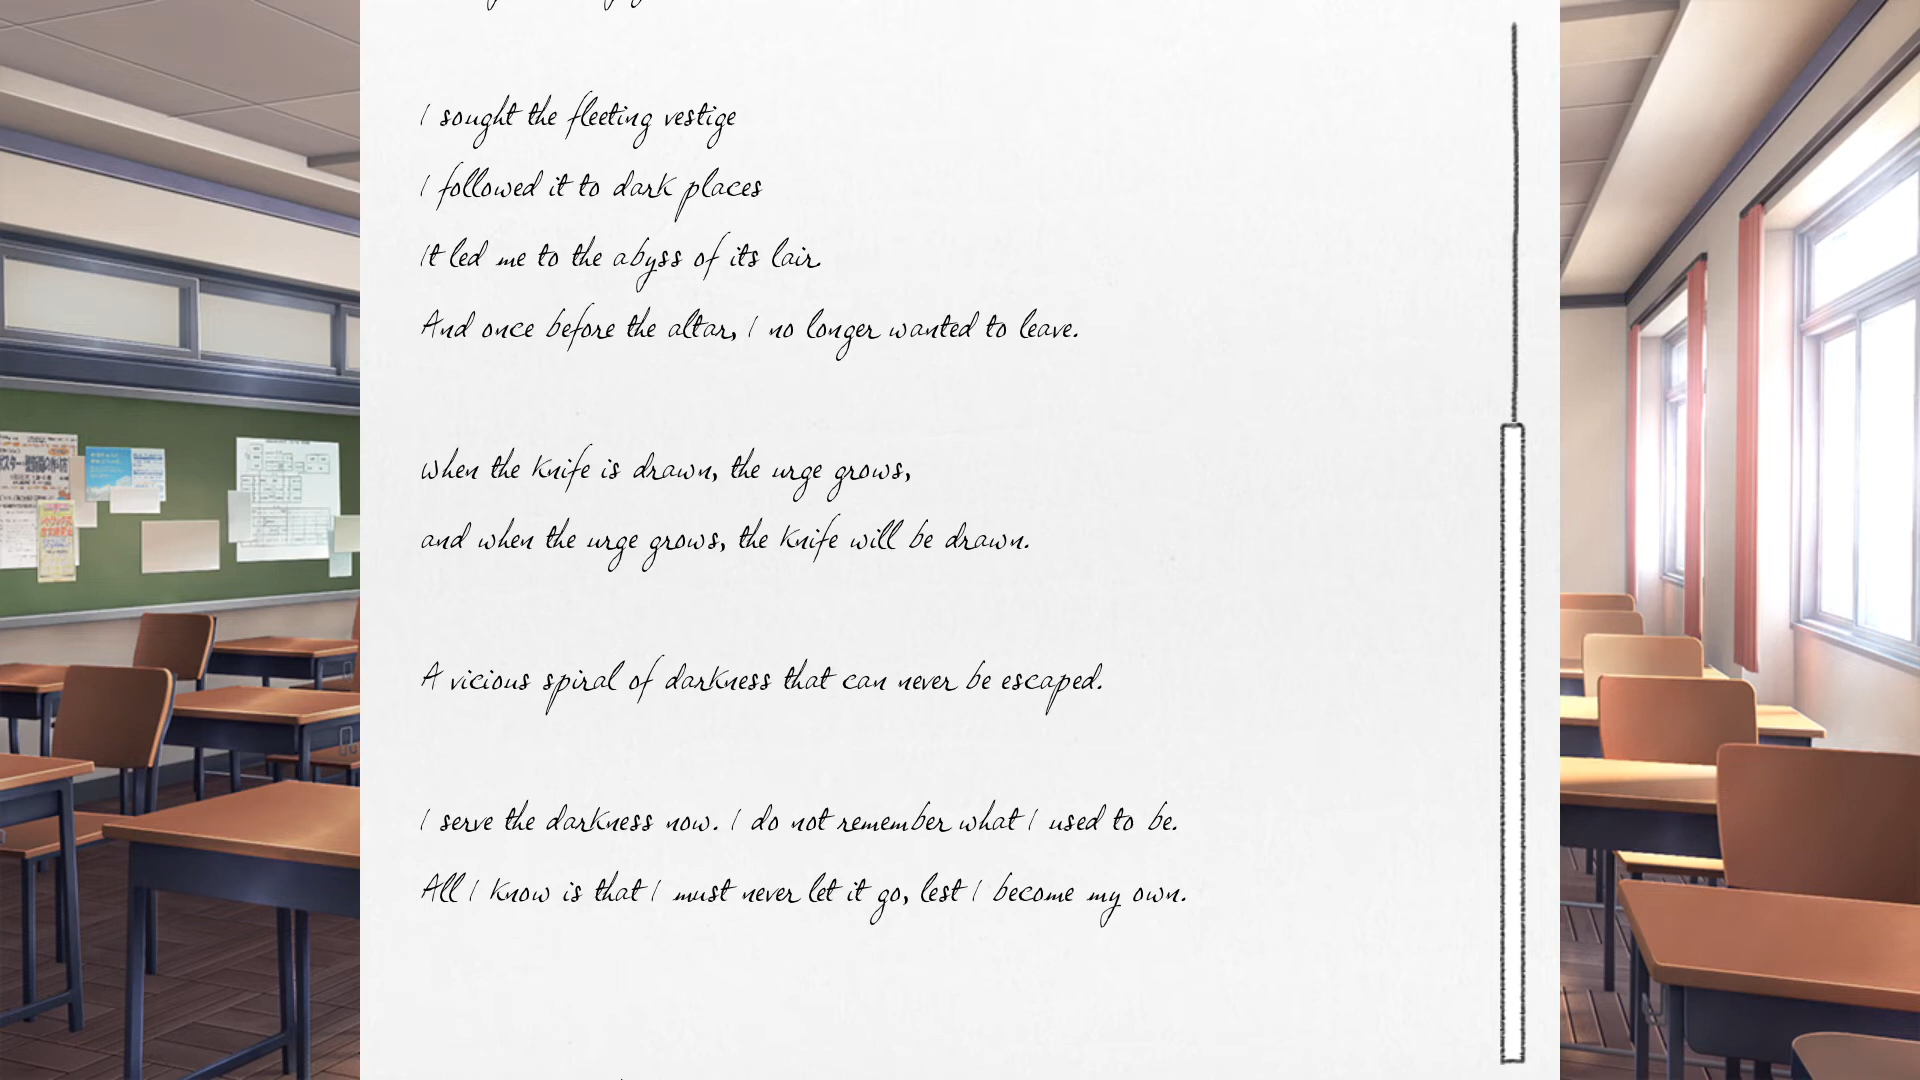 I sought the fleeting vestige
I followed it to dark places
It led me to the abyss of its lair.
And once before the altar, I no longer wanted to leave.
When the knife is drawn, the urge grows,
and when the urge grows, the knife will be drawn.
A vicious spiral of darkness that can never be escaped.
I serve the darkness now. I do not remember what I used to be.
All I know is that I must never let it go, lest I become my own.